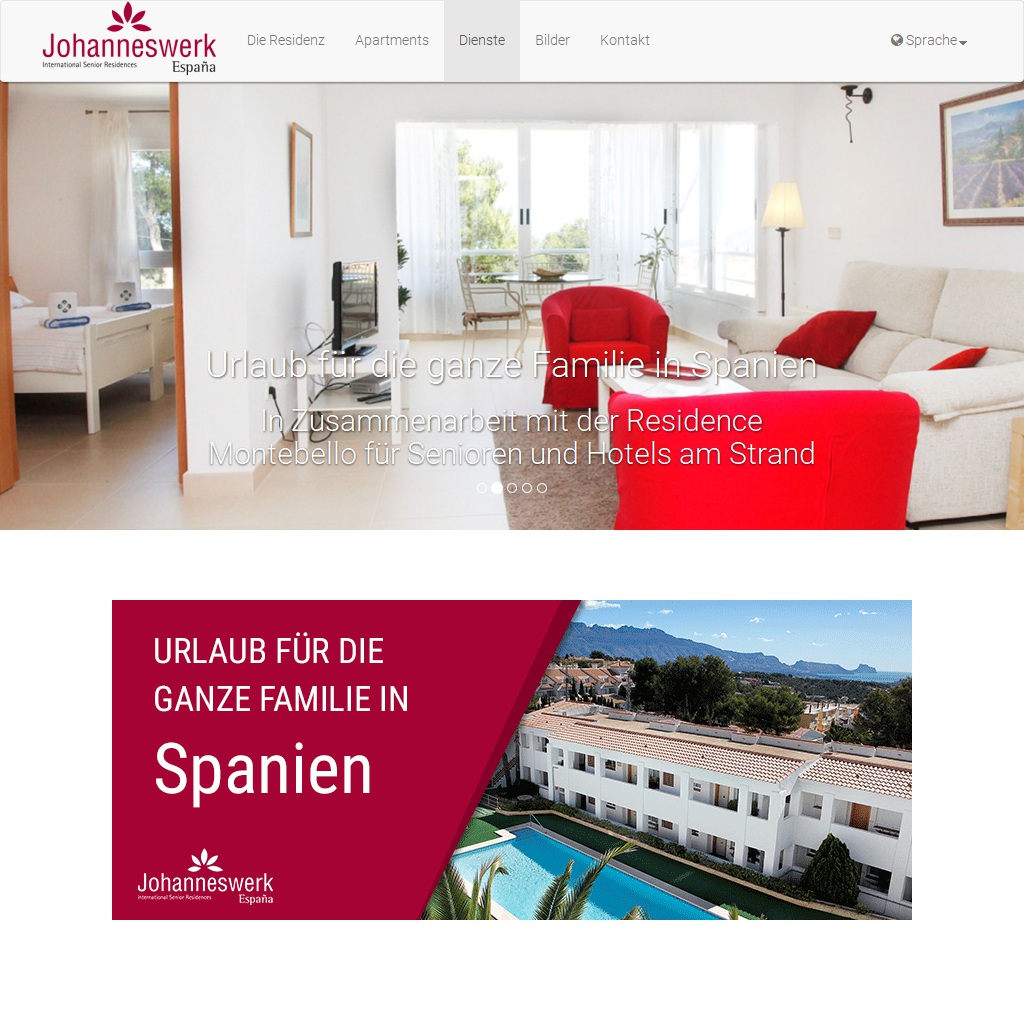 Johanneswerk
International Senior Residences
España
Die Residenz
Apartments
Dienste
Bilder
Kontakt
Sprache
Urlaub für die ganze Familie in Spanien
In Zusammenarbeit mit der Residence
Montebello für Senioren und Hotels am Strand
URLAUB FÜR DIE
GANZE FAMILIE IN
Spanien
Johanneswerk
International Senior Residences
España